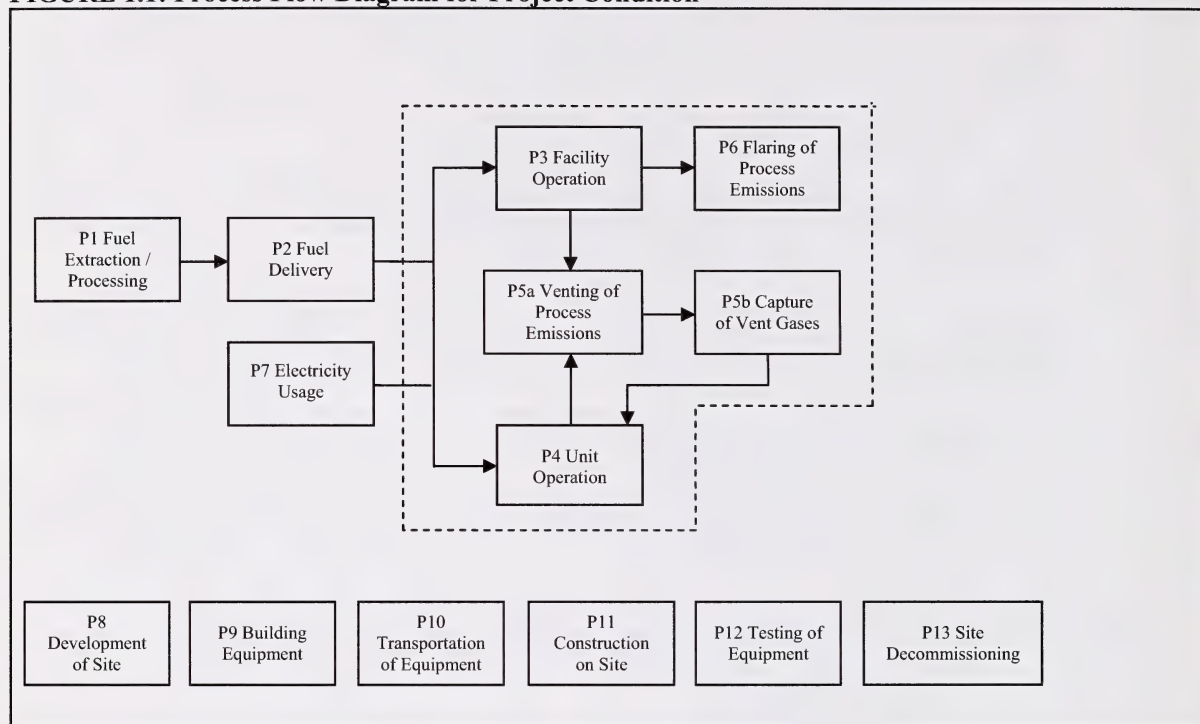 FIGURE 1.1: Process Flow Diagram for Project Condition
P3 Facility
Operation
P6 Flaring of
Process
Emissions
P1 Fuel
Extraction /
Processing
P2 Fuel
Delivery
P5a Venting of
Process
Emissions
P5b Capture
of Vent Gases
P7 Electricity
Usage
P4 Unit
Operation
P8
Development
of Site
P9 Building
Equipment
P10
Transportation
of Equipment
P11
Construction
on Site
P12 Testing of
Equipment
P13 Site
Decommissioning